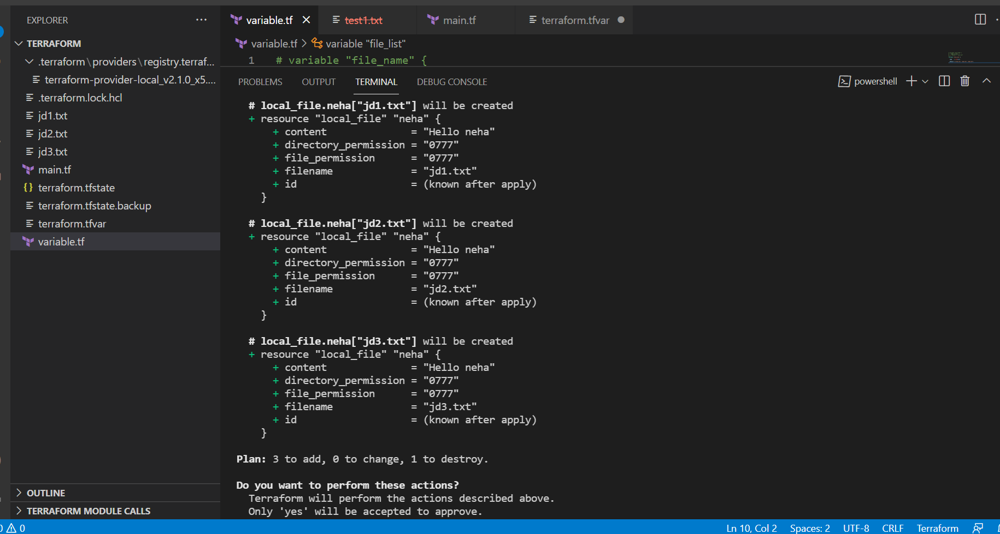 EXPLORER
TERRAFORM
.terraform\providers\registry.terraf...
terraform-provider-local_v2.1.0_x5....
.terraform.lock.hcl
jd1.txt
jd2.txt
jd3.txt
main.tf
terraform.tfstate
terraform.tfstate.backup
terraform.tfvar
variable.tf
OUTLINE
TERRAFORM MODULE CALLS
variable.tf test1.txt main.tf terraform.tfvar
variable.tf > variable "file_list"
1 # variable "file_name" {
PROBLEMS OUTPUT TERMINAL DEBUG CONSOLE powershell
# local_file.neha["jd1.txt"] will be created
+ resource "local_file" "neha" {
+ content = "Hello neha"
+ directory_permission = "0777"
+ file_permission = "0777"
+ filename = "jd1.txt"
+ id = (known after apply)
}
# local_file.neha["jd2.txt"] will be created
+ resource "local_file" "neha" {
+ content = "Hello neha"
+ directory_permission = "0777"
+ file_permission = "0777"
+ filename = "jd2.txt"
+ id = (known after apply)
}
# local_file.neha["jd3.txt"] will be created
+ resource "local_file" "neha" {
+ content = "Hello neha"
+ directory_permission = "0777"
+ file_permission = "0777"
+ filename = "jd3.txt"
+ id = (known after apply)
}
Plan: 3 to add, 0 to change, 1 to destroy.
Do you want to perform these actions?
Terraform will perform the actions described above.
Only 'yes' will be accepted to approve.
0 0 Ln 10, Col 2 Spaces: 2 UTF-8 CRLF Terraform